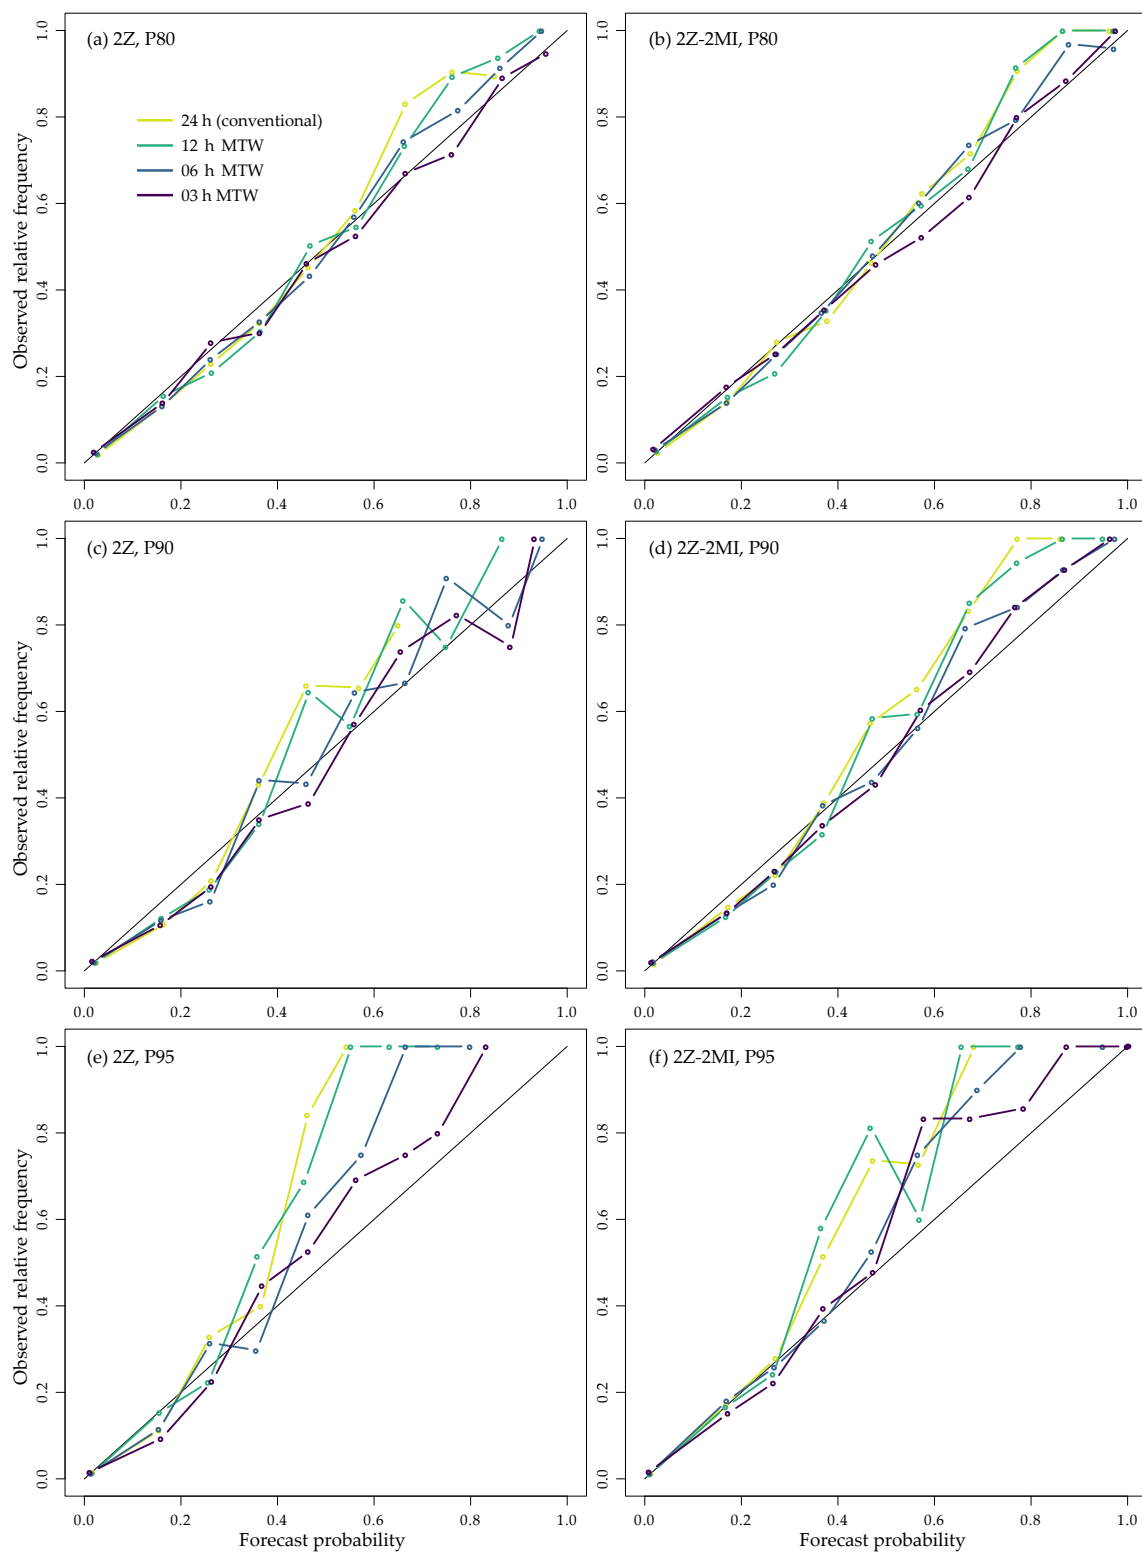 (a) 2Z, P80
24 h (conventional)
12 h MTW
06 h MTW
03 h MTW
Observed relative frequency
0.0 0.2 0.4 0.6 0.8 1.0
0.0 0.2 0.4 0.6 0.8 1.0
(b) 2Z-2MI, P80
0.0 0.2 0.4 0.6 0.8 1.0
0.0 0.2 0.4 0.6 0.8 1.0
(c) 2Z, P90
Observed relative frequency
0.0 0.2 0.4 0.6 0.8 1.0
0.0 0.2 0.4 0.6 0.8 1.0
(d) 2Z-2MI, P90
0.0 0.2 0.4 0.6 0.8 1.0
0.0 0.2 0.4 0.6 0.8 1.0
(e) 2Z, P95
Observed relative frequency
0.0 0.2 0.4 0.6 0.8 1.0
0.0 0.2 0.4 0.6 0.8 1.0
Forecast probability
(f) 2Z-2MI, P95
0.0 0.2 0.4 0.6 0.8 1.0
0.0 0.2 0.4 0.6 0.8 1.0
Forecast probability